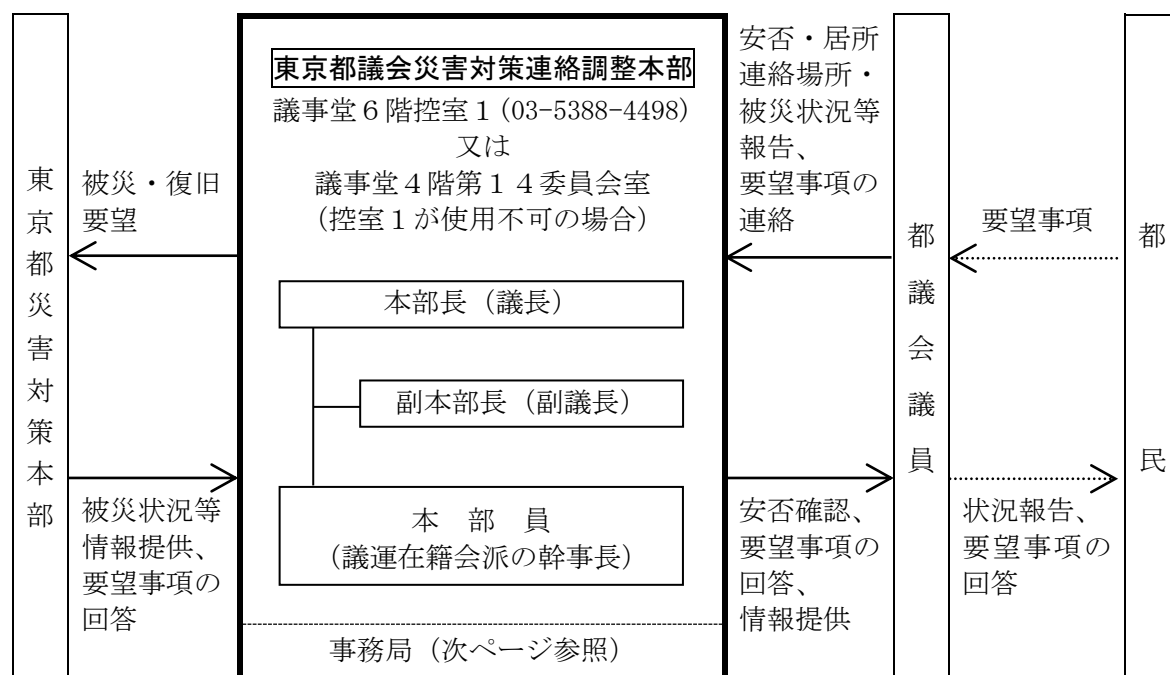 東京都災害対策本部
被災・復旧
要望
被災状況等
情報提供、
要望事項の
回答
東京都議会災害対策連絡調整本部
議事堂６階控室１(03-5388-4498)
又は
議事堂４階第１４委員会室
（控室１が使用不可の場合）
本部長（議長）
副本部長（副議長）
本　部　員
（議運在籍会派の幹事長）
事務局（次ページ参照）
安否・居所
連絡場所・
被災状況等
報告、
要望事項の
連絡
安否確認、
要望事項の
回答、
情報提供
都議会議員
要望事項
状況報告、
要望事項の
回答
都民